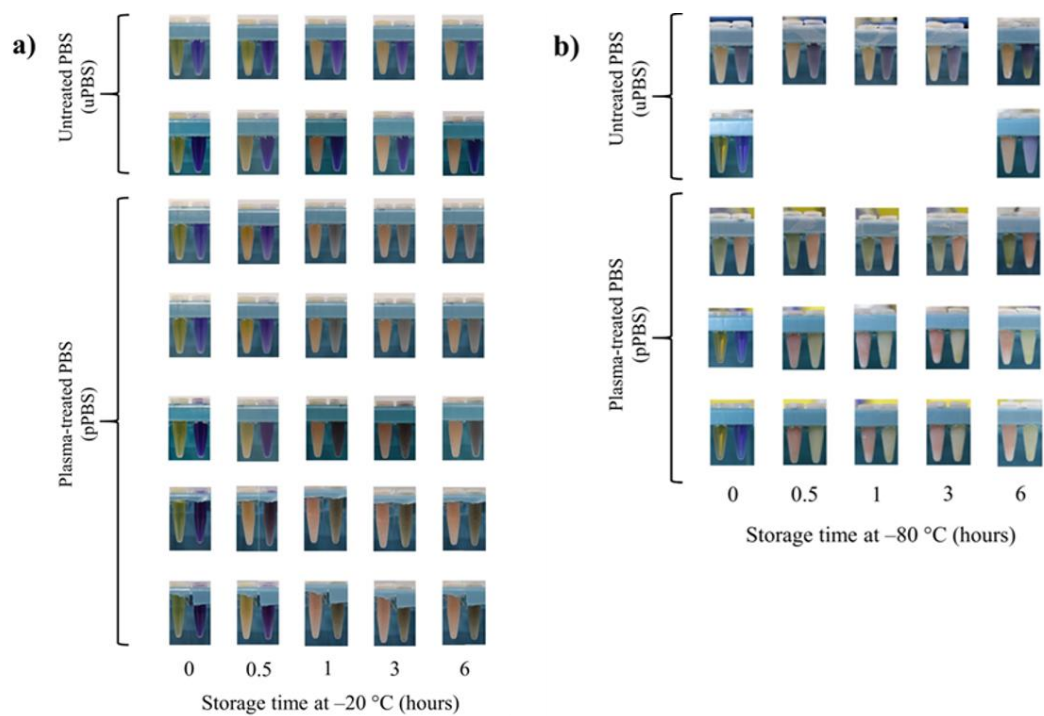 a)
Untreated PBS
(uPBS)
Plasma-treated PBS
(pPBS)
0 0.5 1 3 6
Storage time at –20 °C (hours)
b)
Untreated PBS
(uPBS)
Plasma-treated PBS
(pPBS)
0 0.5 1 3 6
Storage time at –80 °C (hours)